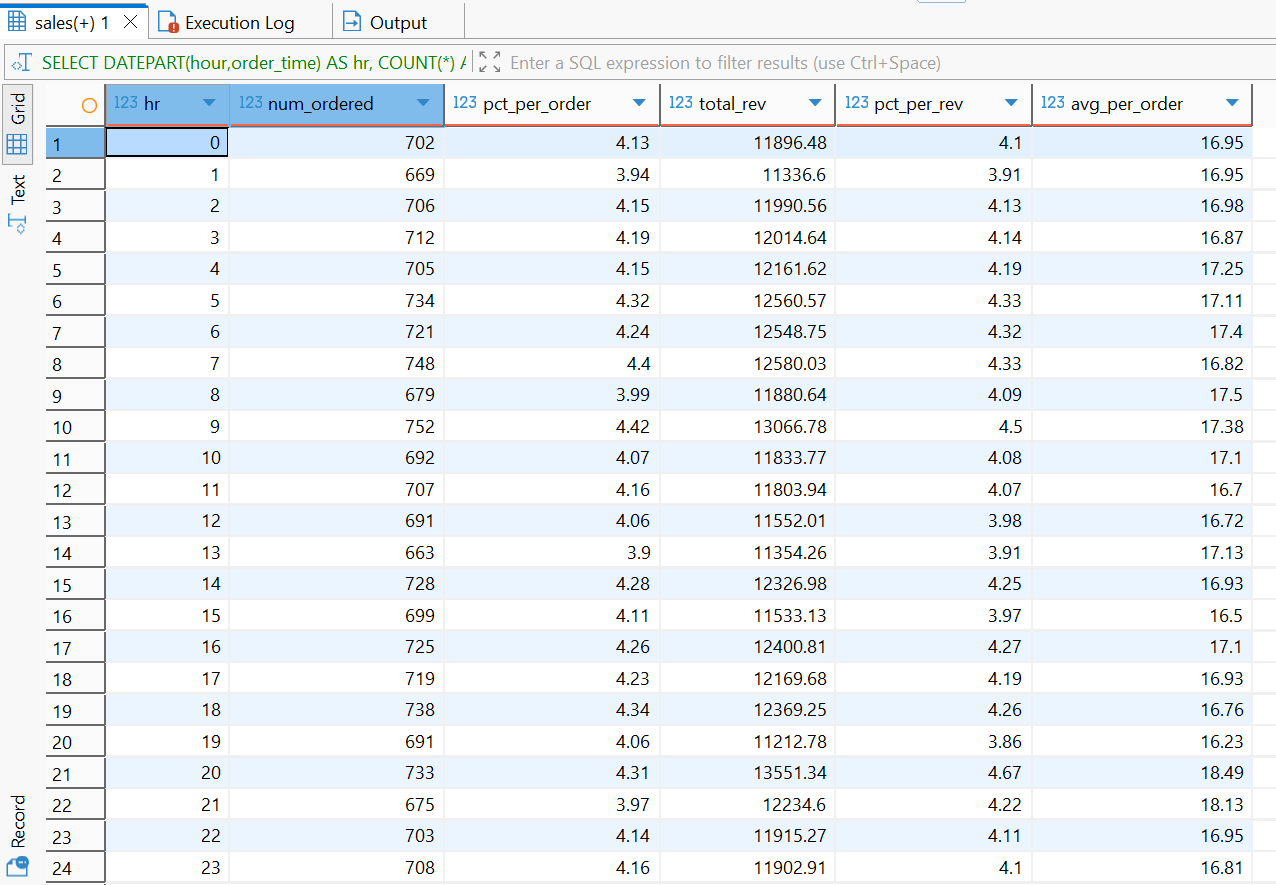 sales(+) 1 Execution Log Output
SELECT DATEPART(hour,order_time) AS hr, COUNT(*) Enter a SQL expression to filter results (use Ctrl+Space)
Grid
Text
Record
123 hr 123 num_ordered 123 pct_per_order 123 total_rev 123 pct_per_rev 123 avg_per_order
1 0 702 4.13 11896.48 4.1 16.95
2 1 669 3.94 11336.6 3.91 16.95
3 2 706 4.15 11990.56 4.13 16.98
4 3 712 4.19 12014.64 4.14 16.87
5 4 705 4.15 12161.62 4.19 17.25
6 5 734 4.32 12560.57 4.33 17.11
7 6 721 4.24 12548.75 4.32 17.4
8 7 748 4.4 12580.03 4.33 16.82
9 8 679 3.99 11880.64 4.09 17.5
10 9 752 4.42 13066.78 4.5 17.38
11 10 692 4.07 11833.77 4.08 17.1
12 11 707 4.16 11803.94 4.07 16.7
13 12 691 4.06 11552.01 3.98 16.72
14 13 663 3.9 11354.26 3.91 17.13
15 14 728 4.28 12326.98 4.25 16.93
16 15 699 4.11 11533.13 3.97 16.5
17 16 725 4.26 12400.81 4.27 17.1
18 17 719 4.23 12169.68 4.19 16.93
19 18 738 4.34 12369.25 4.26 16.76
20 19 691 4.06 11212.78 3.86 16.23
21 20 733 4.31 13551.34 4.67 18.49
22 21 675 3.97 12234.6 4.22 18.13
23 22 703 4.14 11915.27 4.11 16.95
24 23 708 4.16 11902.91 4.1 16.81